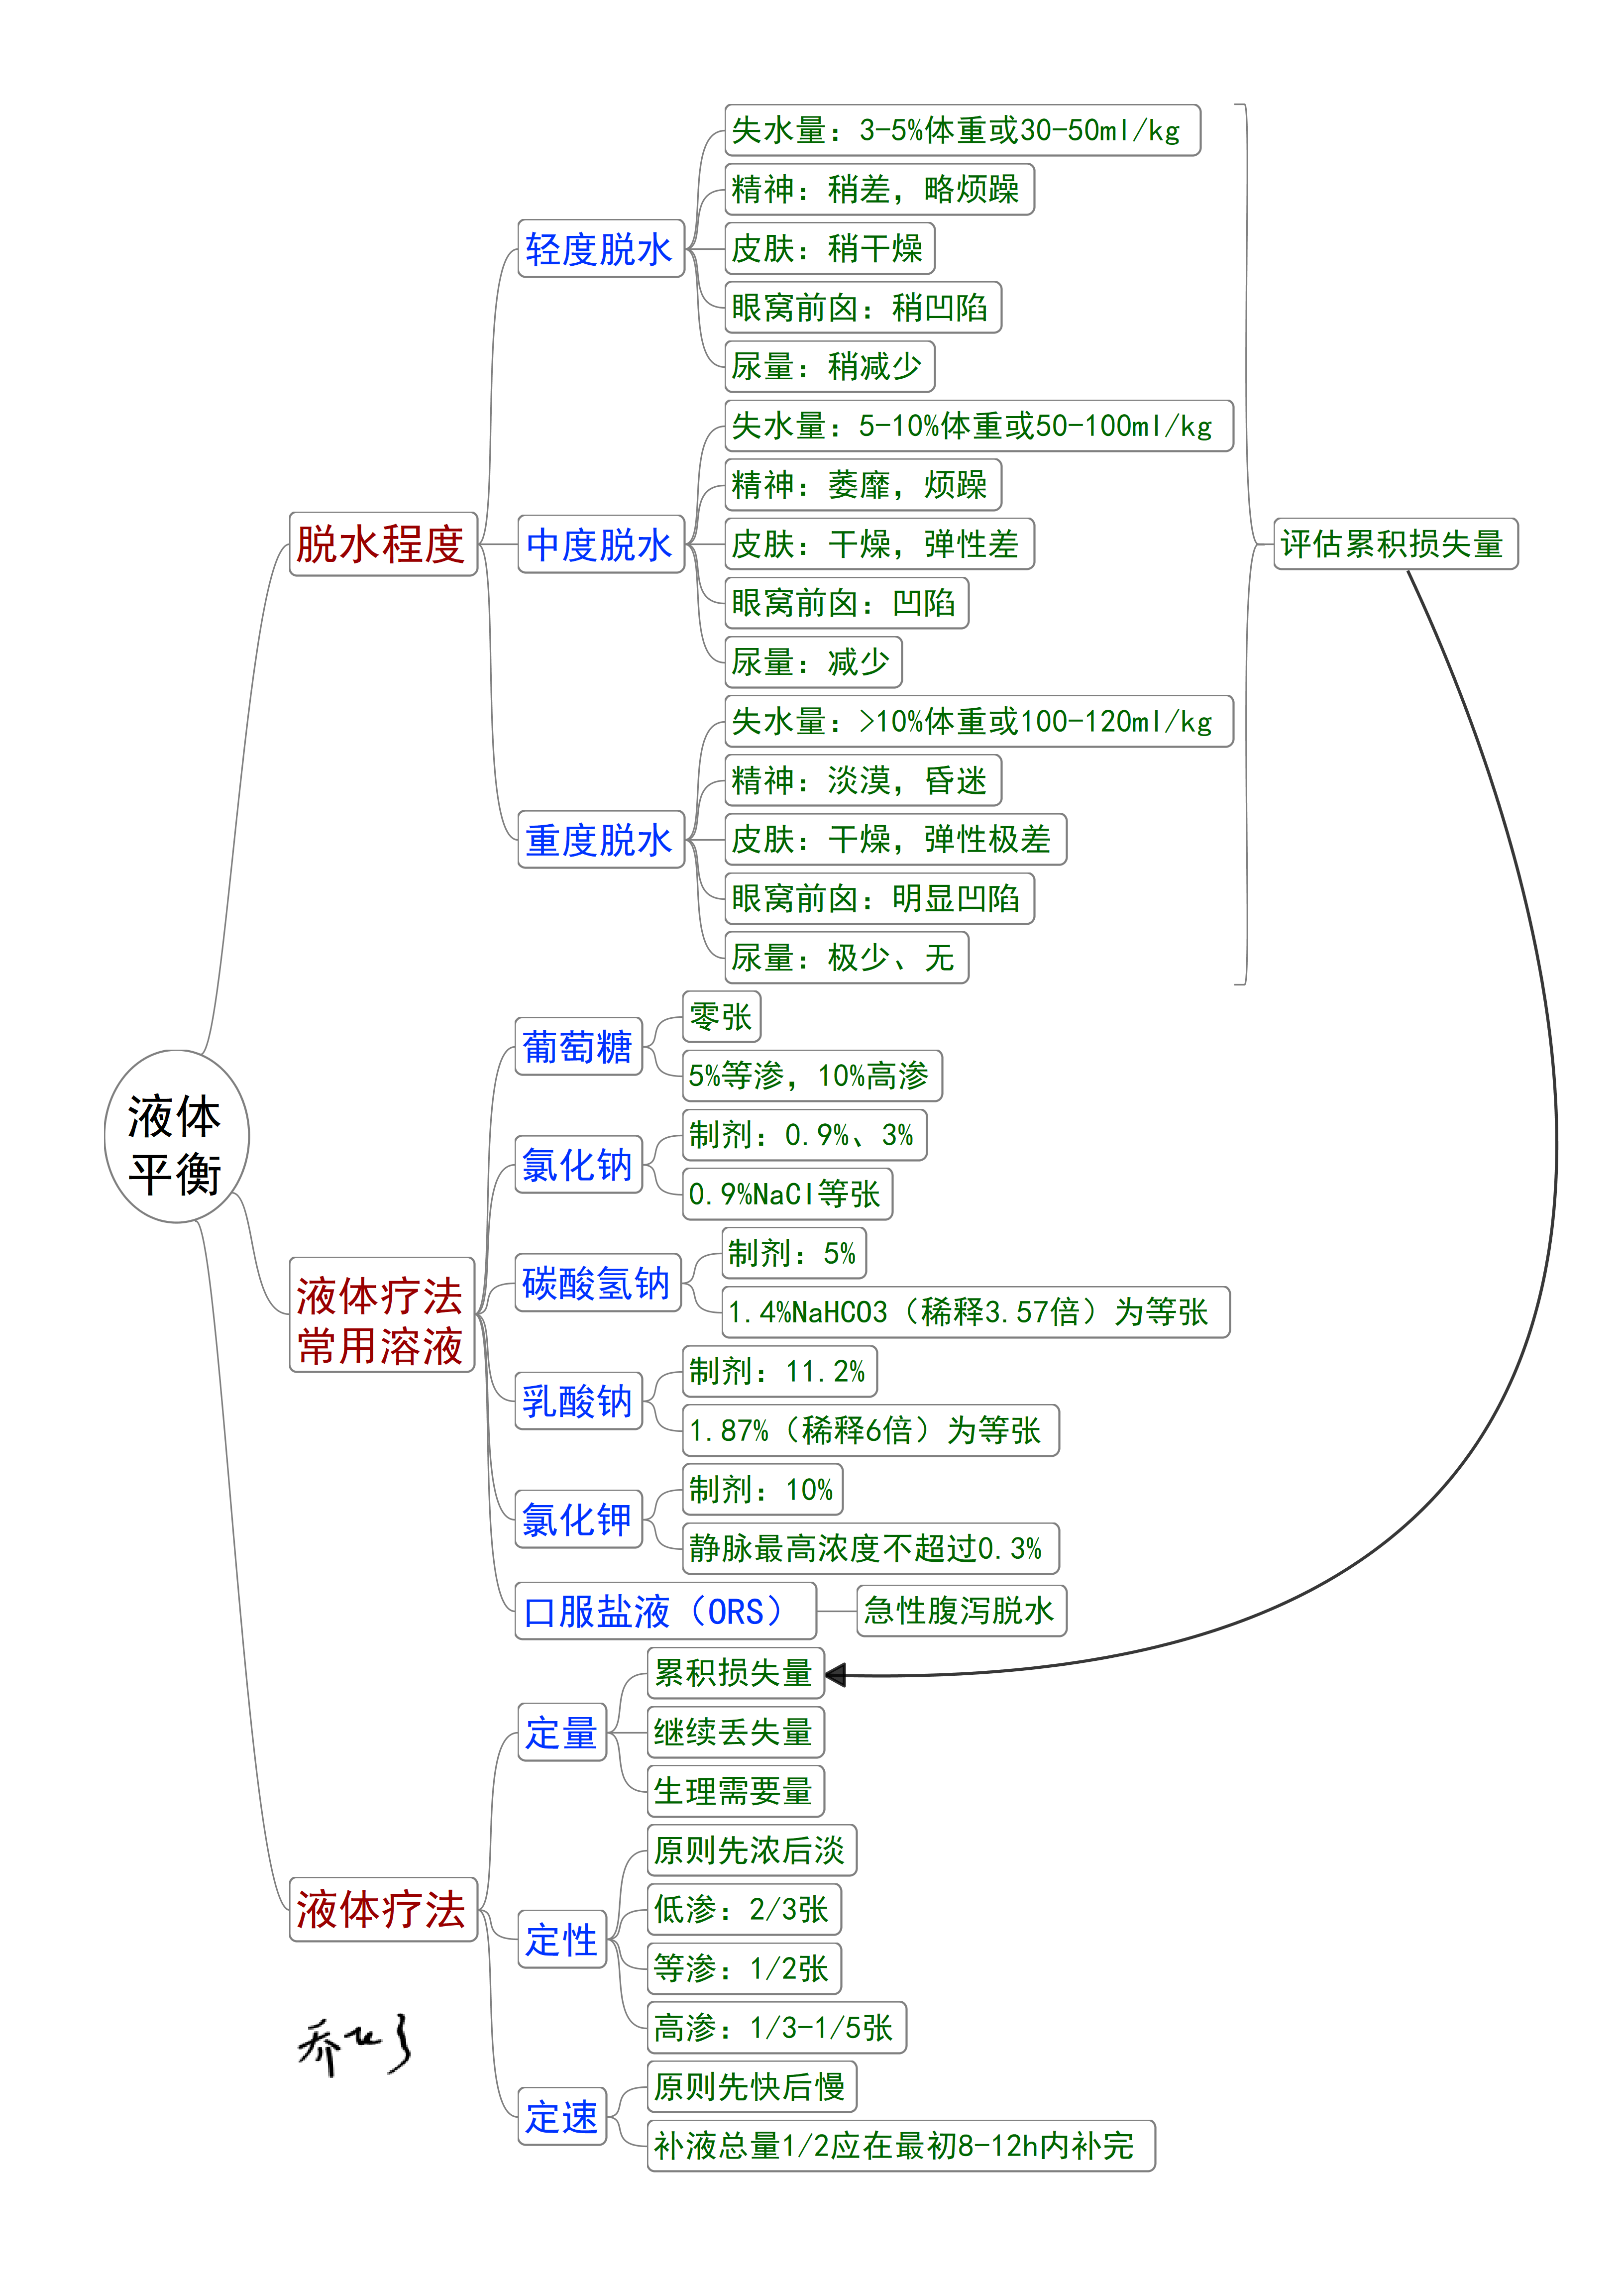 液体
平衡
脱水程度
轻度脱水
失水量：3-5%体重或30-50ml/kg
精神：稍差，略烦躁
皮肤：稍干燥
眼窝前囟：稍凹陷
尿量：稍减少
中度脱水
失水量：5-10%体重或50-100ml/kg
精神：萎靡，烦躁
皮肤：干燥，弹性差
眼窝前囟：凹陷
尿量：减少
重度脱水
失水量：>10%体重或100-120ml/kg
精神：淡漠，昏迷
皮肤：干燥，弹性极差
眼窝前囟：明显凹陷
尿量：极少、无
评估累积损失量
液体疗法
常用溶液
葡萄糖
零张
5%等渗，10%高渗
氯化钠
制剂：0.9%、3%
0.9%NaCl等张
碳酸氢钠
制剂：5%
1.4%NaHCO3（稀释3.57倍）为等张
乳酸钠
制剂：11.2%
1.87%（稀释6倍）为等张
氯化钾
制剂：10%
静脉最高浓度不超过0.3%
口服盐液（ORS）
急性腹泻脱水
液体疗法
定量
累积损失量
继续丢失量
生理需要量
定性
原则先浓后淡
低渗：2/3张
等渗：1/2张
高渗：1/3-1/5张
定速
原则先快后慢
补液总量1/2应在最初8-12h内补完